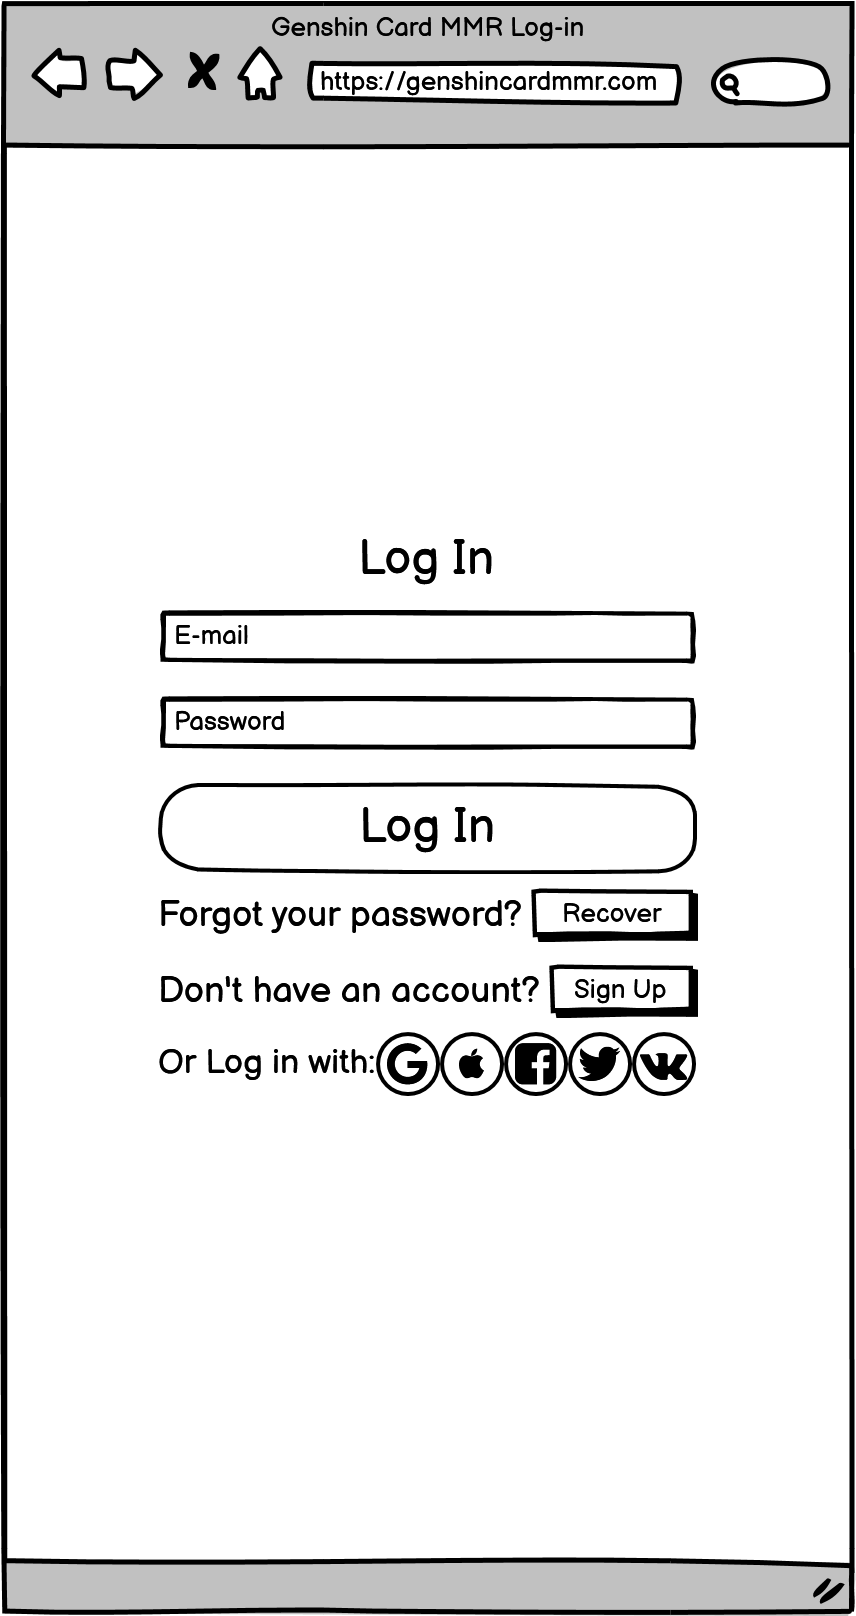 Genshin Card MMR Log-in
https://genshincardmmr.com
Log In
E-mail
Password
Log In
Forgot your password? Recover
Don't have an account? Sign Up
Or Log in with: